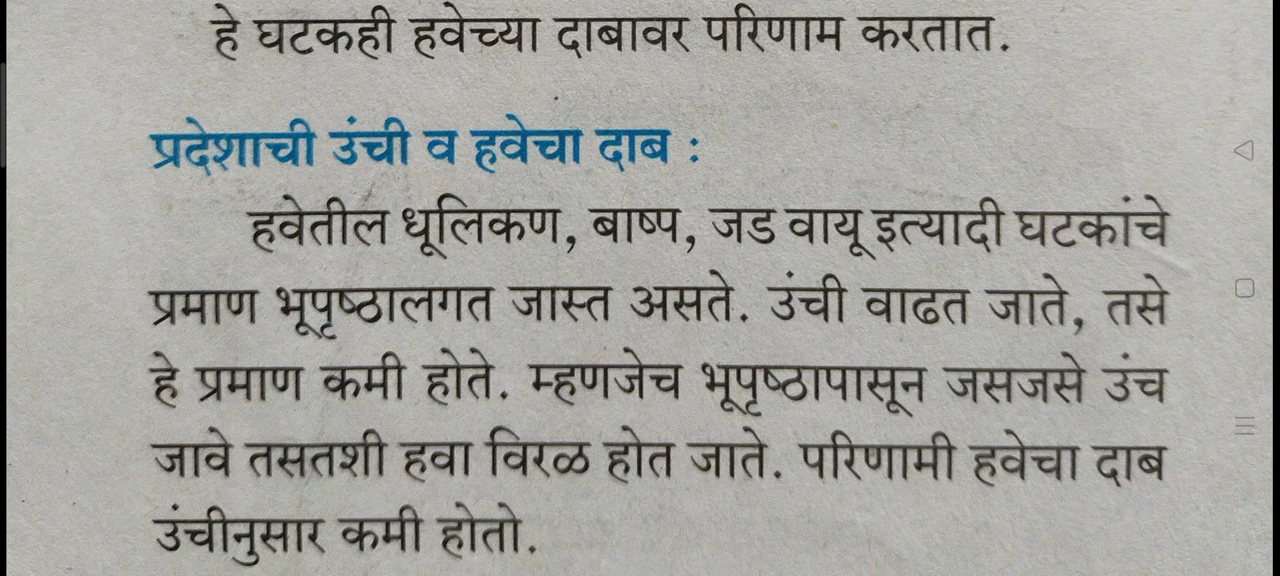 हे घटकही हवेच्या दाबावर परिणाम करतात.
प्रदेशाची उंची व हवेचा दाब :
हवेतील धूलिकण, बाष्प, जड वायू इत्यादी घटकांचे
प्रमाण भूपृष्ठालगत जास्त असते. उंची वाढत जाते, तसे
हे प्रमाण कमी होते. म्हणजेच भूपृष्ठापासून जसजसे उंच
जावे तसतशी हवा विरळ होत जाते. परिणामी हवेचा दाब
उंचीनुसार कमी होतो.